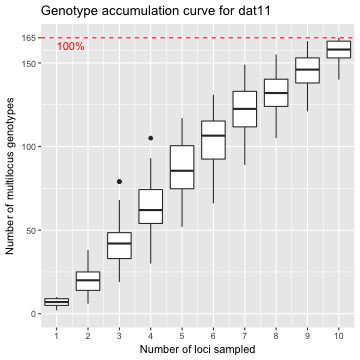 Genotype accumulation curve for dat11
165
100%
150
100
50
0
Number of multilocus genotypes
1 2 3 4 5 6 7 8 9 10
Number of loci sampled